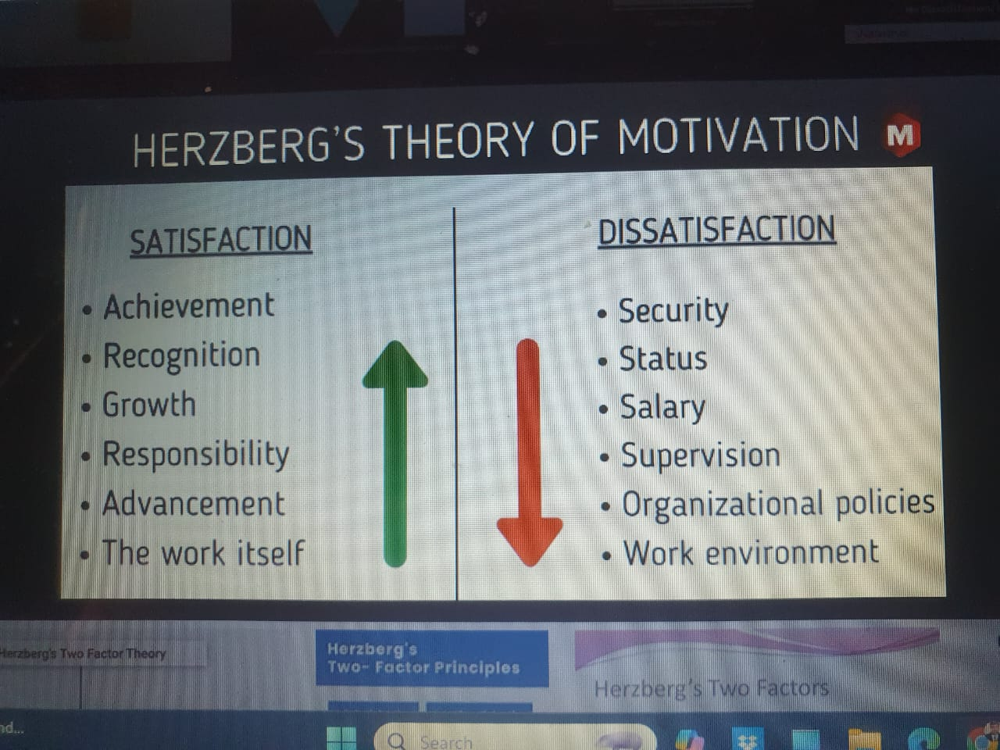 HERZBERG'S THEORY OF MOTIVATION M
SATISFACTION
• Achievement
• Recognition
• Growth
• Responsibility
• Advancement
• The work itself
DISSATISFACTION
• Security
• Status
• Salary
• Supervision
• Organizational policies
• Work environment
Herzberg's Two Factor Theory
Herzberg's
Two- Factor Principles
Herzberg's Two Factors
nd...
Search